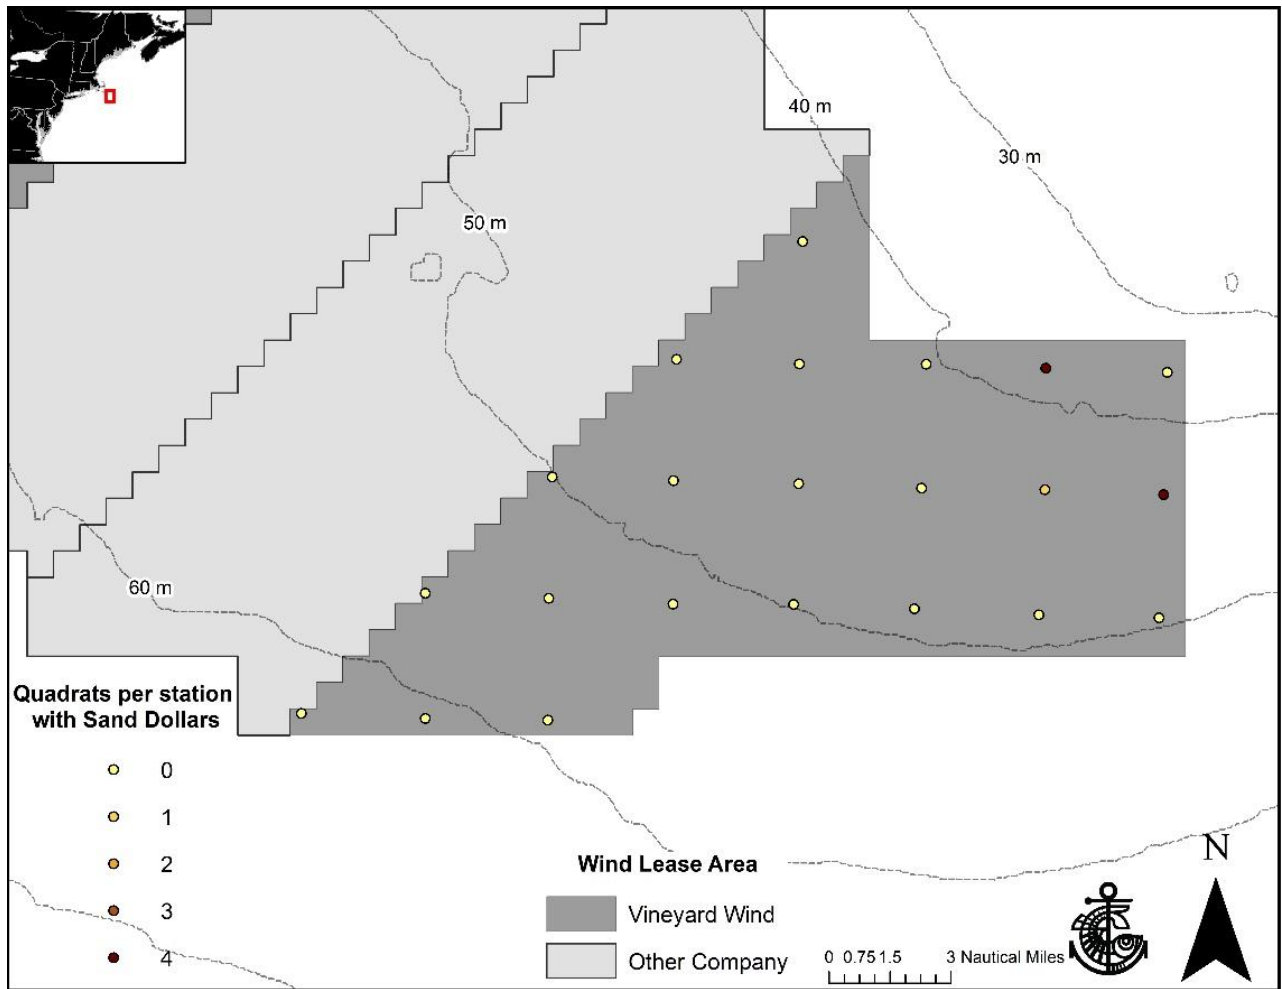 40 m
30 m
50 m
60 m
Quadrats per station
with Sand Dollars
0
1
2
3
4
Wind Lease Area
Vineyard Wind
Other Company
0 0.75 1.5 3 Nautical Miles
N